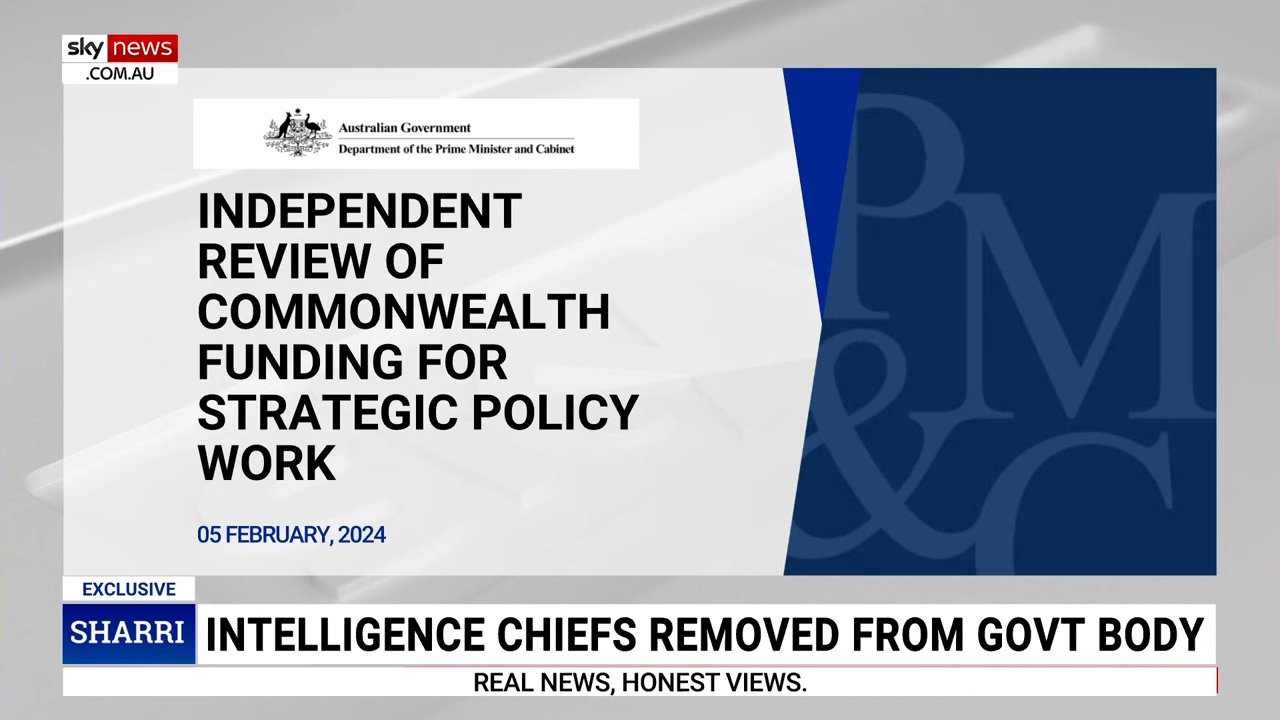 sky news
.COM.AU
Australian Government
Department of the Prime Minister and Cabinet
INDEPENDENT
REVIEW OF
COMMONWEALTH
FUNDING FOR
STRATEGIC POLICY
WORK
05 FEBRUARY, 2024
PM
&C
EXCLUSIVE
SHARRI
INTELLIGENCE CHIEFS REMOVED FROM GOVT BODY
REAL NEWS, HONEST VIEWS.